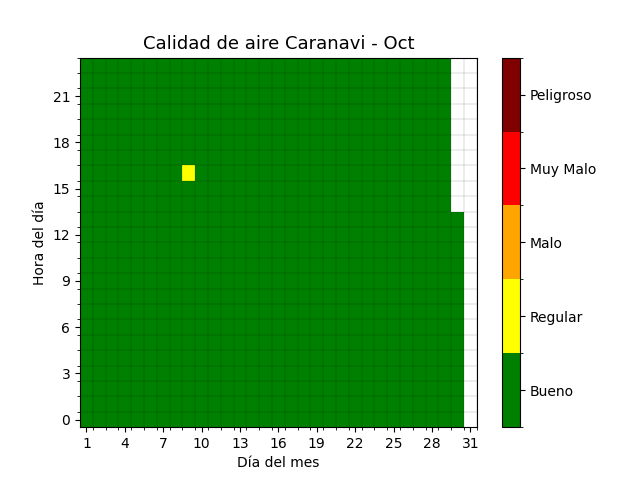 Calidad de aire Caranavi - Oct
Hora del día
21
18
15
12
9
6
3
0
1 4 7 10 13 16 19 22 25 28 31
Día del mes
Peligroso
Muy Malo
Malo
Regular
Bueno